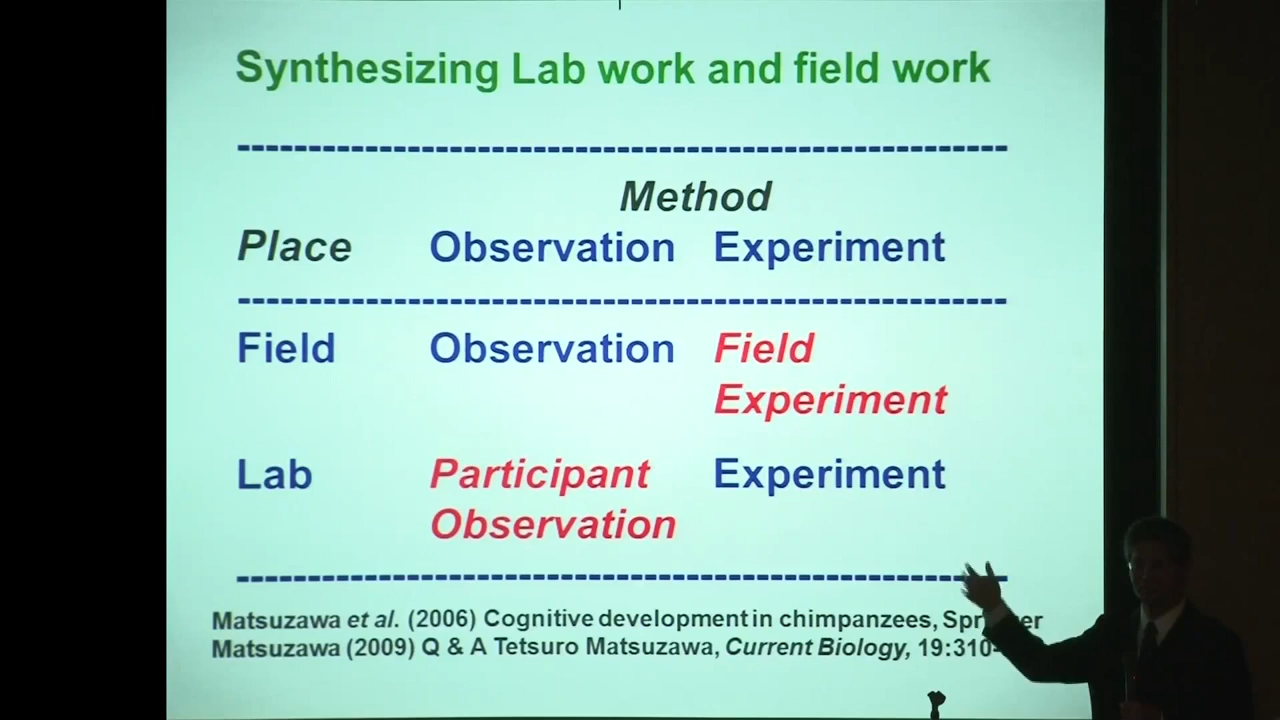 Synthesizing Lab work and field work
Method
Place Observation Experiment
Field Observation Field
Experiment
Lab Participant Experiment
Observation
Matsuzawa et al. (2006) Cognitive development in chimpanzees,
Matsuzawa (2009) Q & A Tetsuro Matsuzawa, Current Biology, 19:310-